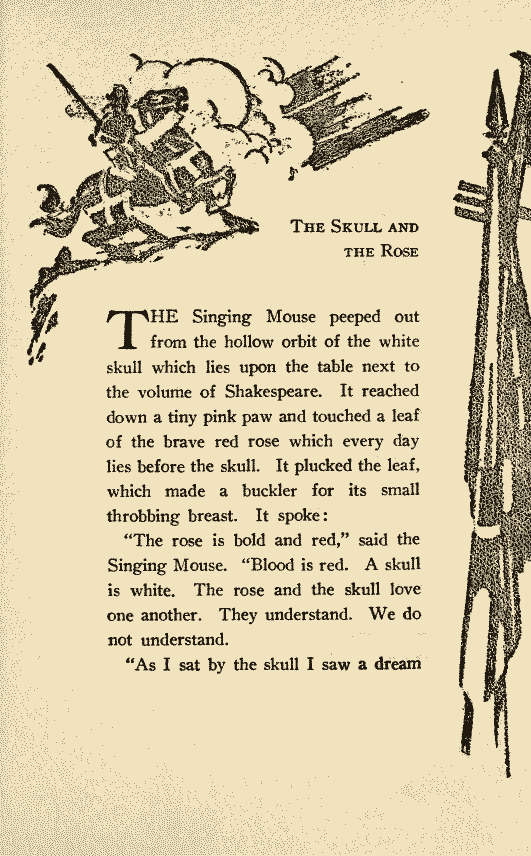 THE SKULL AND
THE ROSE
THE Singing Mouse peeped out
from the hollow orbit of the white
skull which lies upon the table next to
the volume of Shakespeare. It reached
down a tiny pink paw and touched a leaf
of the brave red rose which every day
lies before the skull. It plucked the leaf,
which made a buckler for its small
throbbing breast. It spoke:
“The rose is bold and red,” said the
Singing Mouse. “Blood is red. A skull
is white. The rose and the skull love
one another. They understand. We do
not understand.
“As I sat by the skull I saw a dream